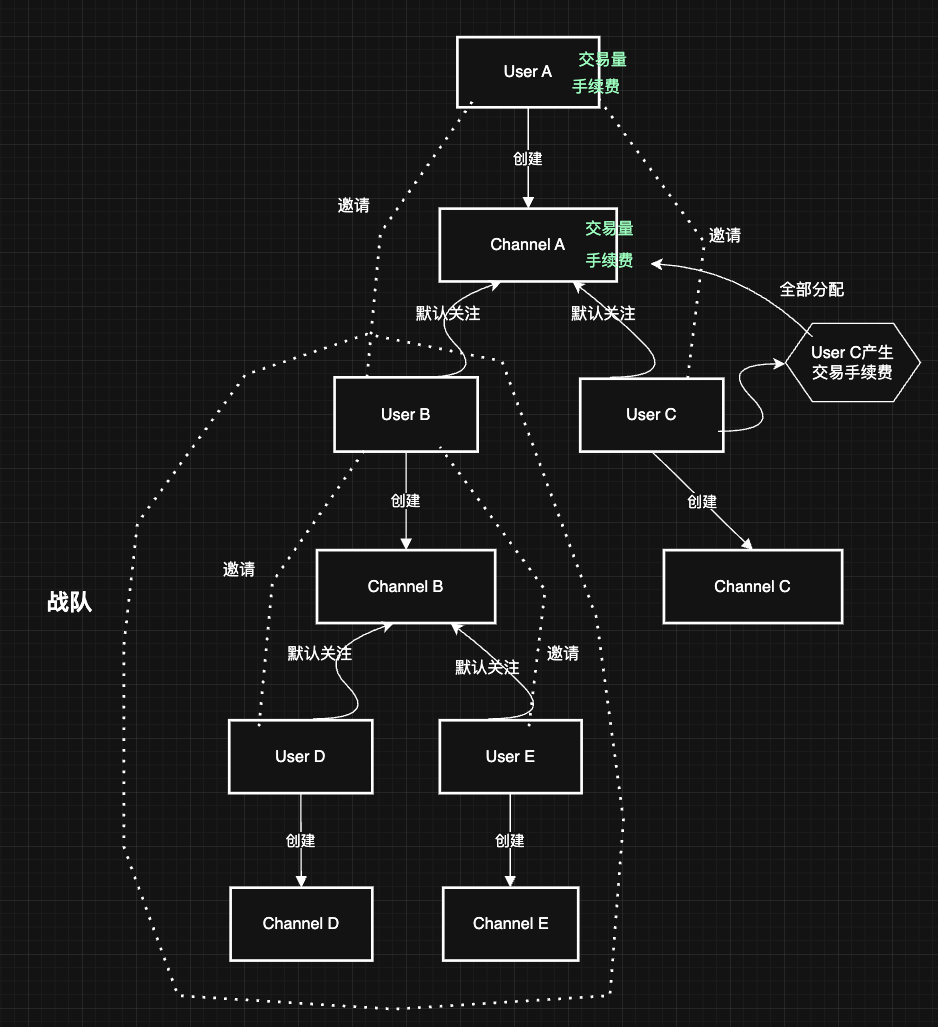 User A
交易量
手续费
创建
邀请
邀请
Channel A
交易量
手续费
全部分配
默认关注
默认关注
User C产生
交易手续费
User B
User C
创建
创建
邀请
Channel B
Channel C
战队
默认关注
默认关注
邀请
User D
User E
创建
创建
Channel D
Channel E